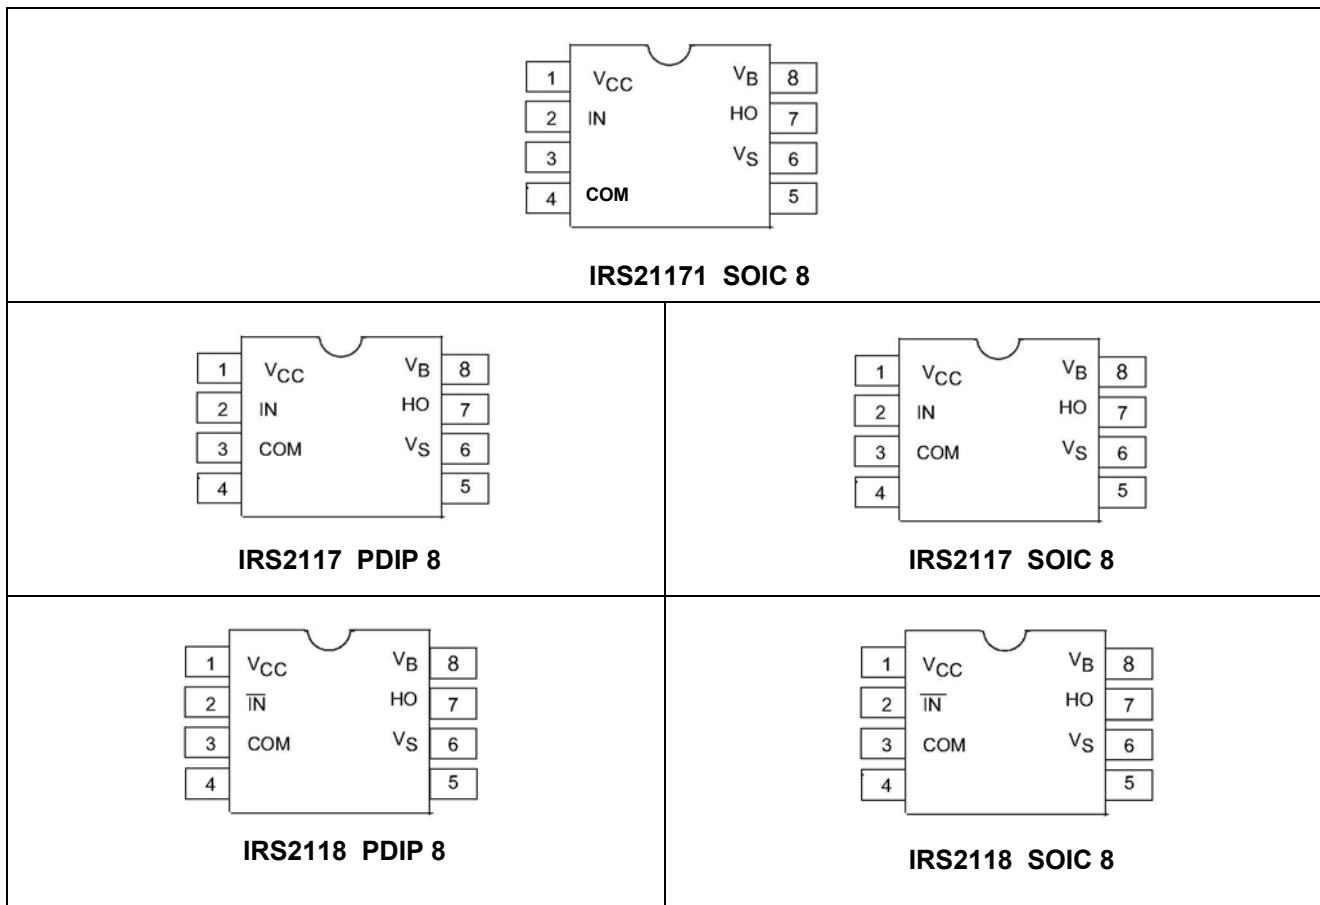 1 VCC VB 8
2 IN HO 7
3 VS 6
4 COM 5
IRS21171 SOIC 8
1 VCC VB 8
2 IN HO 7
3 COM VS 6
4 5
IRS2117 PDIP 8
1 VCC VB 8
2 IN HO 7
3 COM VS 6
4 5
IRS2117 SOIC 8
1 VCC VB 8
2 I̅N̅ HO 7
3 COM VS 6
4 5
IRS2118 PDIP 8
1 VCC VB 8
2 I̅N̅ HO 7
3 COM VS 6
4 5
IRS2118 SOIC 8